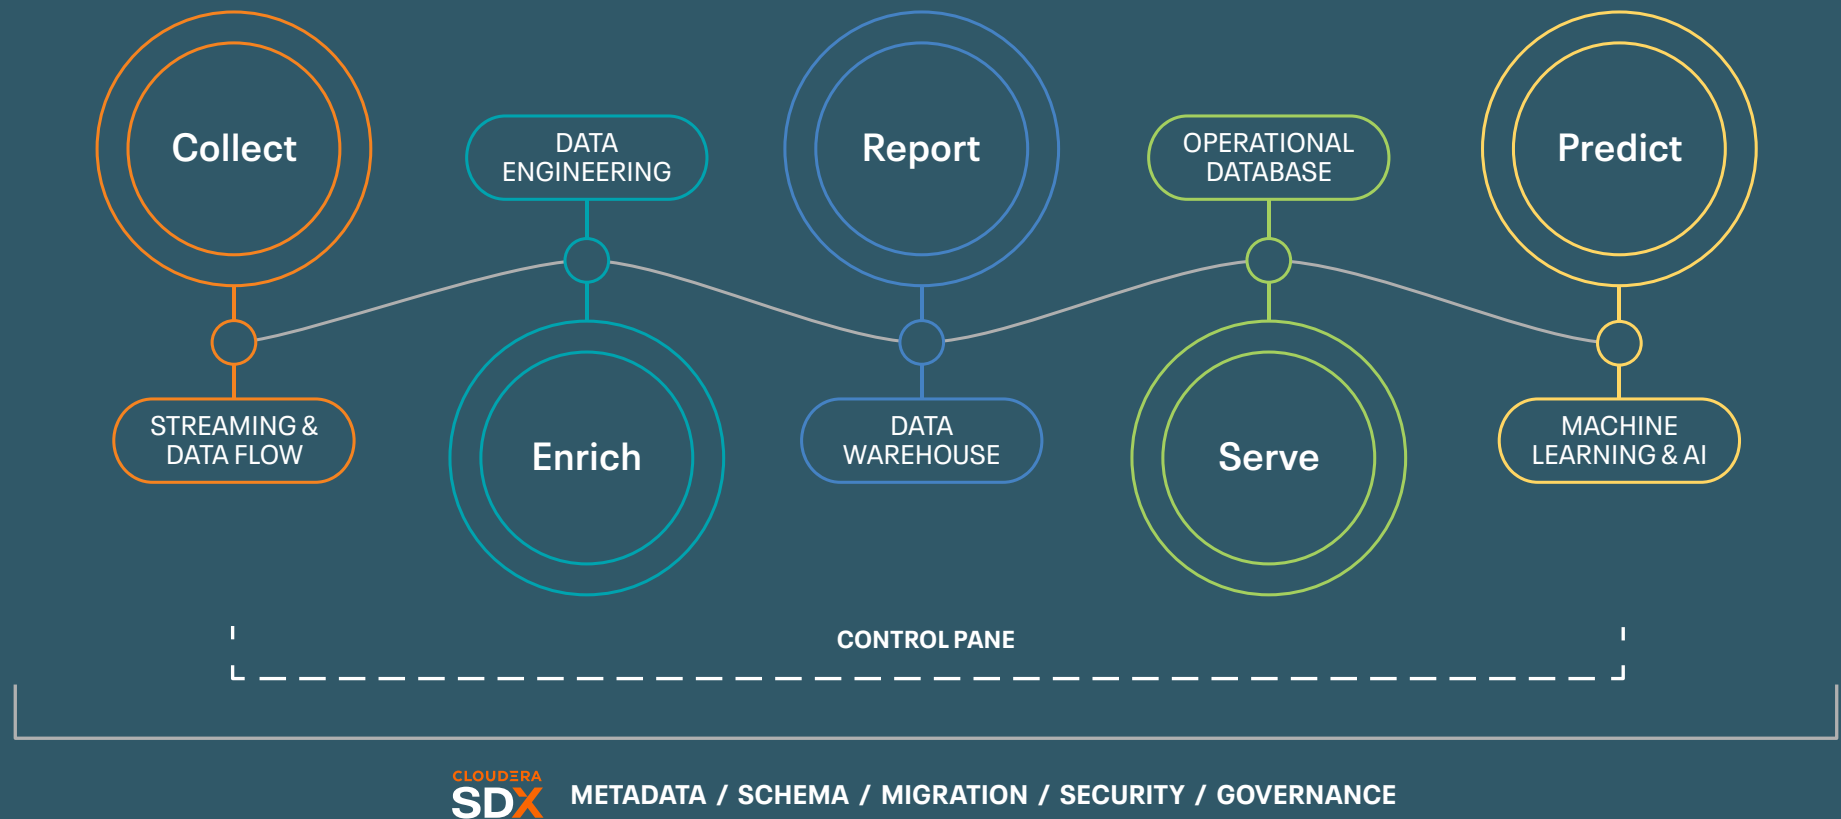 Collect
STREAMING &
DATA FLOW
DATA
ENGINEERING
Enrich
Report
DATA
WAREHOUSE
OPERATIONAL
DATABASE
Serve
Predict
MACHINE
LEARNING & AI
CONTROL PANE
CLOUDERA
SDX
METADATA / SCHEMA / MIGRATION / SECURITY / GOVERNANCE